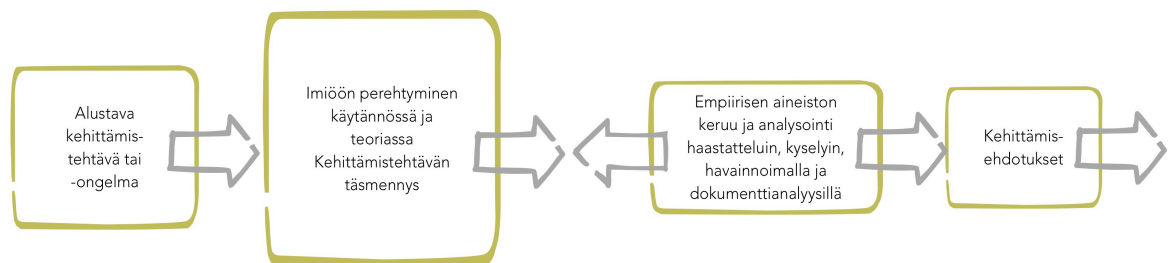 Alustava
kehittämis-
tehtävä tai
-ongelma
Imiöön perehtyminen
käytännössä ja
teoriassa
Kehittämistehtävän
täsmennys
Empiirisen aineiston
keruu ja analysointi
haastatteluin, kyselyin,
havainnoimalla ja
dokumenttianalyysillä
Kehittämis-
ehdotukset